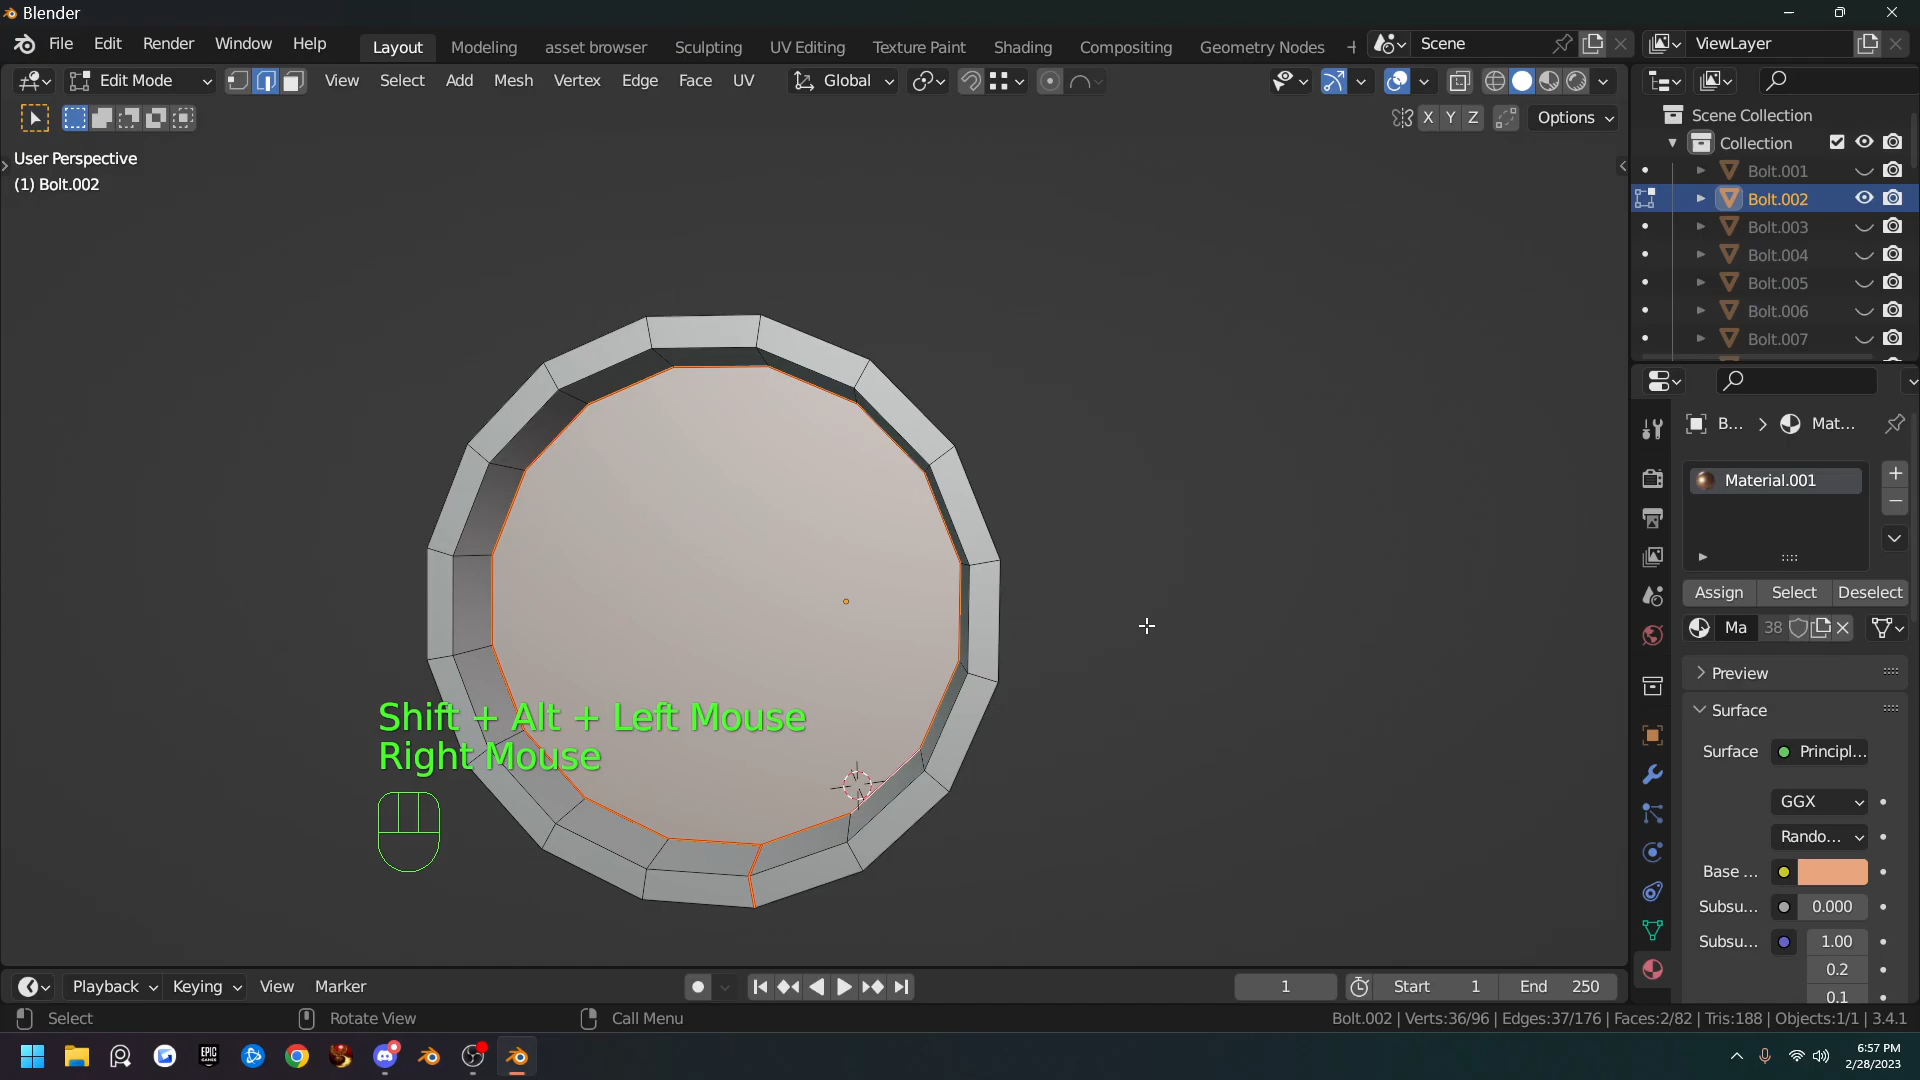 Blender
File Edit Render Window Help Layout Modeling asset browser Sculpting UV Editing Texture Paint Shading Compositing Geometry Nodes Scene ViewLayer
Edit Mode View Select Add Mesh Vertex Edge Face UV Global
X Y Z Options
User Perspective
(1) Bolt.002
Scene Collection
Collection
Bolt.001
Bolt.002
Bolt.003
Bolt.004
Bolt.005
Bolt.006
Bolt.007
B... Mat...
Material.001
Assign Select Deselect
Ma 38
Preview
Surface
Surface Principl...
GGX
Rando...
Base ...
Subsu... 0.000
Subsu... 1.00
0.2
0.1
Shift + Alt + Left Mouse
Right Mouse
Playback Keying View Marker 1 Start 1 End 250
Select Rotate View Call Menu Bolt.002 | Verts:36/96 | Edges:37/176 | Faces:2/82 | Tris:188 | Objects:1/1 | 3.4.1
EPIC
GAMES
6:57 PM
2/28/2023